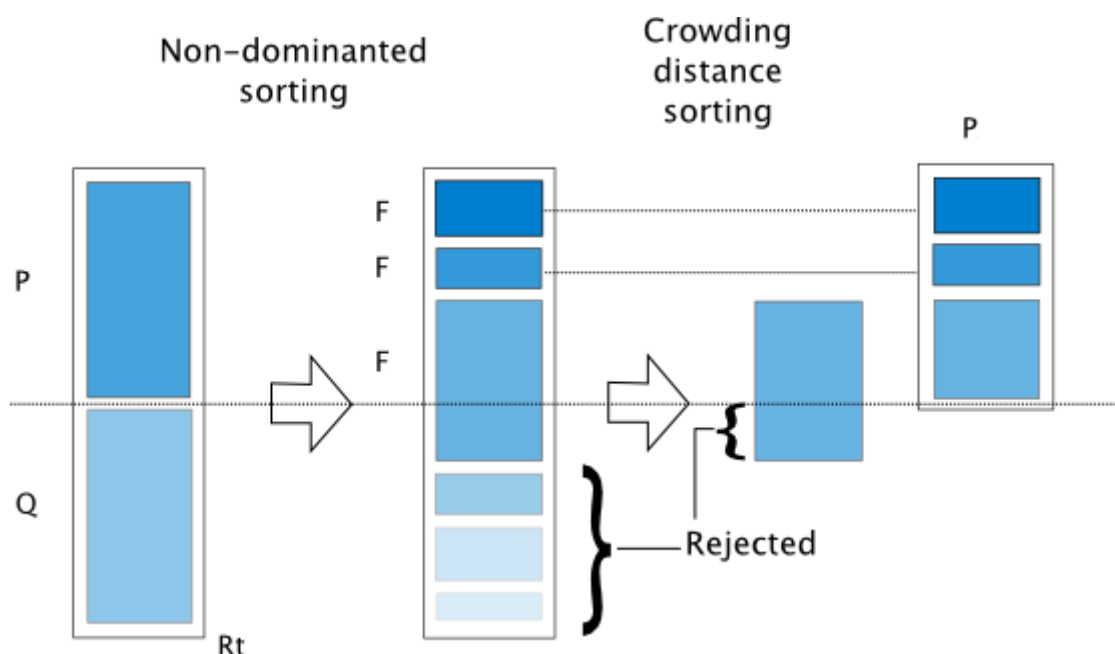 Non-dominanted
sorting
Crowding
distance
sorting
P
P
F
F
F
Q
Rejected
Rt